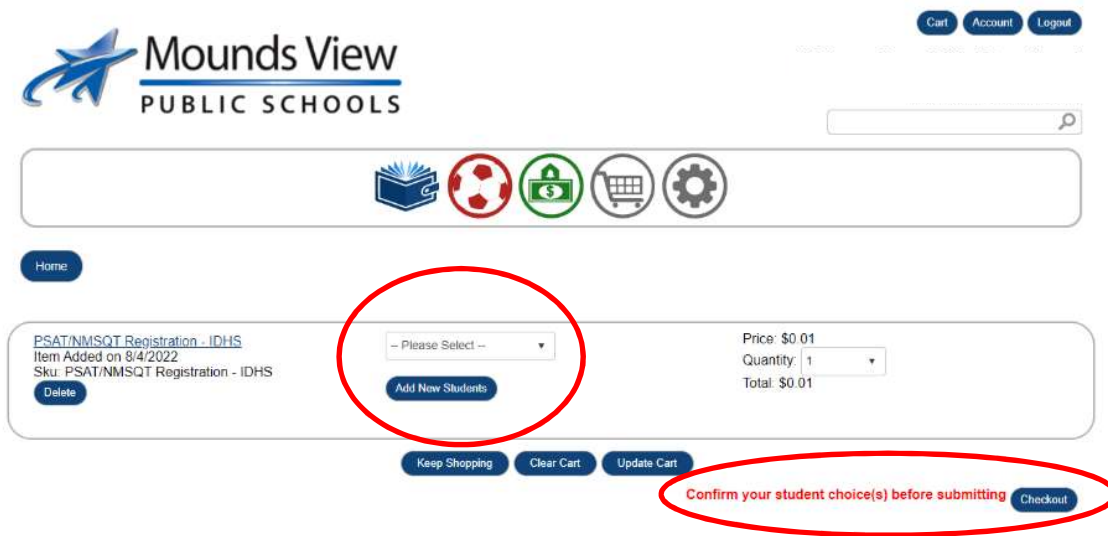 Cart Account Logout
Mounds View
PUBLIC SCHOOLS
Home
PSAT/NMSQT Registration - IDHS
Item Added on 8/4/2022
Sku: PSAT/NMSQT Registration - IDHS
Delete
-- Please Select --
Add New Students
Price: $0.01
Quantity: 1
Total: $0.01
Keep Shopping Clear Cart Update Cart
Confirm your student choice(s) before submitting Checkout